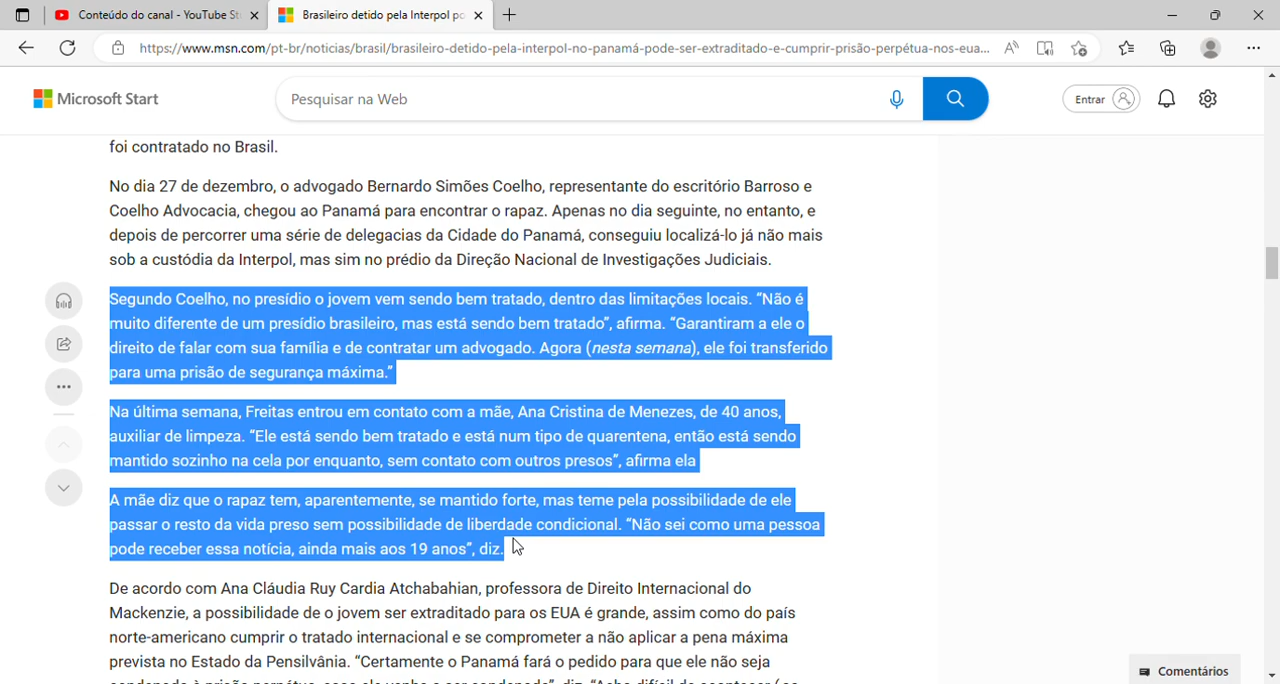 Conteúdo do canal - YouTube St
Brasileiro detido pela Interpol po
https://www.msn.com/pt-br/noticias/brasil/brasileiro-detido-pela-interpol-no-panamá-pode-ser-extraditado-e-cumprir-prisão-perpétua-nos-eua...
Microsoft Start
Pesquisar na Web
Entrar
foi contratado no Brasil.
No dia 27 de dezembro, o advogado Bernardo Simões Coelho, representante do escritório Barroso e
Coelho Advocacia, chegou ao Panamá para encontrar o rapaz. Apenas no dia seguinte, no entanto, e
depois de percorrer uma série de delegacias da Cidade do Panamá, conseguiu localizá-lo já não mais
sob a custódia da Interpol, mas sim no prédio da Direção Nacional de Investigações Judiciais.
Segundo Coelho, no presídio o jovem vem sendo bem tratado, dentro das limitações locais. “Não é
muito diferente de um presídio brasileiro, mas está sendo bem tratado”, afirma. “Garantiram a ele o
direito de falar com sua família e de contratar um advogado. Agora (nesta semana), ele foi transferido
para uma prisão de segurança máxima.”
Na última semana, Freitas entrou em contato com a mãe, Ana Cristina de Menezes, de 40 anos,
auxiliar de limpeza. “Ele está sendo bem tratado e está num tipo de quarentena, então está sendo
mantido sozinho na cela por enquanto, sem contato com outros presos”, afirma ela
A mãe diz que o rapaz tem, aparentemente, se mantido forte, mas teme pela possibilidade de ele
passar o resto da vida preso sem possibilidade de liberdade condicional. “Não sei como uma pessoa
pode receber essa notícia, ainda mais aos 19 anos”, diz.
De acordo com Ana Cláudia Ruy Cardia Atchabahian, professora de Direito Internacional do
Mackenzie, a possibilidade de o jovem ser extraditado para os EUA é grande, assim como do país
norte-americano cumprir o tratado internacional e se comprometer a não aplicar a pena máxima
prevista no Estado da Pensilvânia. “Certamente o Panamá fará o pedido para que ele não seja
Comentários